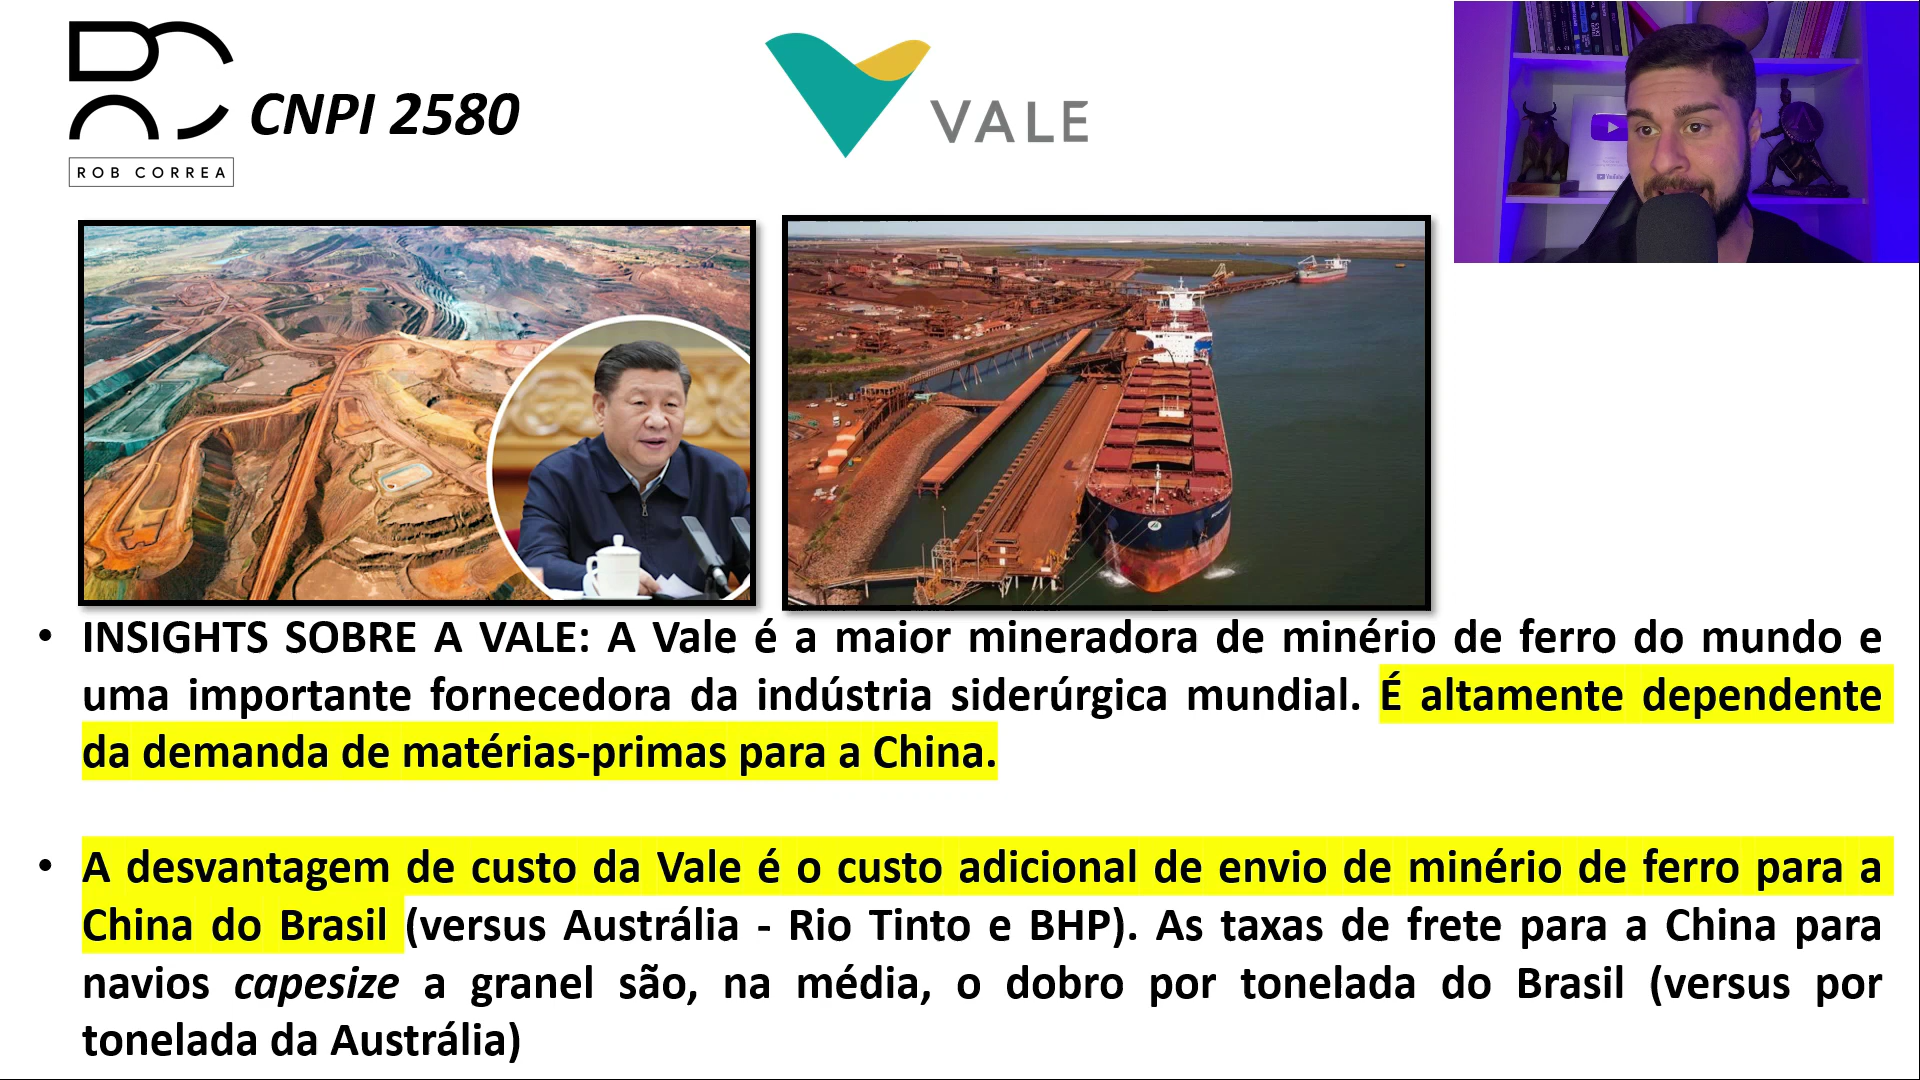 CNPI 2580
ROB CORREA
VALE
• INSIGHTS SOBRE A VALE: A Vale é a maior mineradora de minério de ferro do mundo e
uma importante fornecedora da indústria siderúrgica mundial. É altamente dependente
da demanda de matérias-primas para a China.
• A desvantagem de custo da Vale é o custo adicional de envio de minério de ferro para a
China do Brasil (versus Austrália - Rio Tinto e BHP). As taxas de frete para a China para
navios capesize a granel são, na média, o dobro por tonelada do Brasil (versus por
tonelada da Austrália)